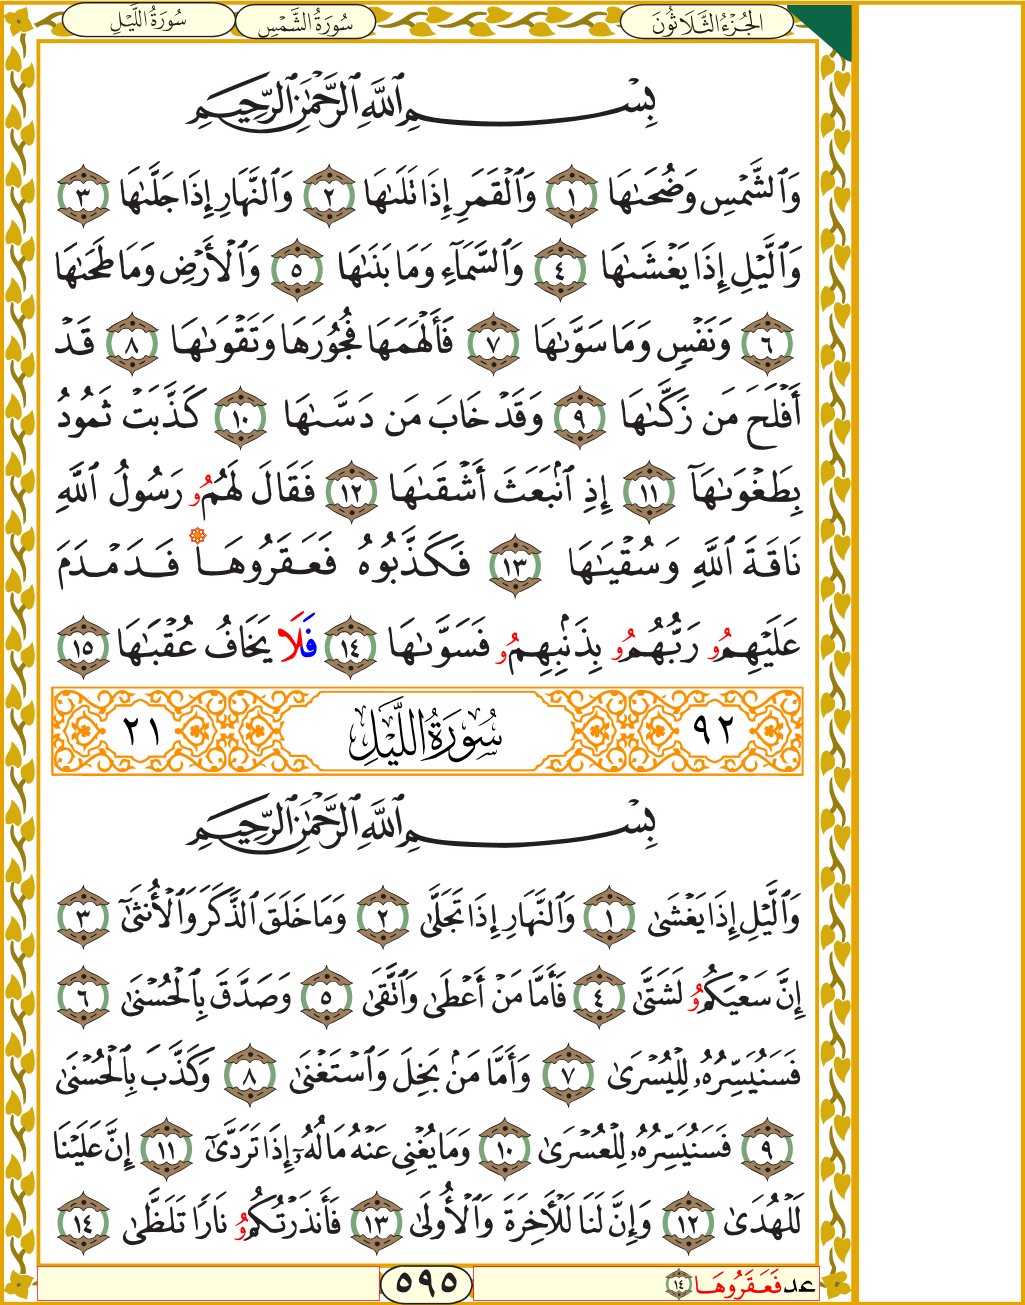 الجُزْءُ الثَّلَاثُونَ سُورَةُ الشَّمْسِ سُورَةُ اللَّيْلِ
بِسْمِ ٱللَّهِ ٱلرَّحْمَٰنِ ٱلرَّحِيمِ
وَٱلشَّمْسِ وَضُحَىٰهَا ١ وَٱلْقَمَرِ إِذَا تَلَىٰهَا ٢ وَٱلنَّهَارِ إِذَا جَلَّىٰهَا ٣
وَٱلَّيْلِ إِذَا يَغْشَىٰهَا ٤ وَٱلسَّمَآءِ وَمَا بَنَىٰهَا ٥ وَٱلْأَرْضِ وَمَا طَحَىٰهَا
٦ وَنَفْسٍ وَمَا سَوَّىٰهَا ٧ فَأَلْهَمَهَا فُجُورَهَا وَتَقْوَىٰهَا ٨ قَدْ
أَفْلَحَ مَن زَكَّىٰهَا ٩ وَقَدْ خَابَ مَن دَسَّىٰهَا ١٠ كَذَّبَتْ ثَمُودُ
بِطَغْوَىٰهَآ ١١ إِذِ ٱنۢبَعَثَ أَشْقَىٰهَا ١٢ فَقَالَ لَهُمُۥ رَسُولُ ٱللَّهِ
نَاقَةَ ٱللَّهِ وَسُقْيَٰهَا ١٣ فَكَذَّبُوهُ فَعَقَرُوهَا فَدَمْدَمَ
عَلَيْهِمُۥ رَبُّهُمُۥ بِذَنۢبِهِمُۥ فَسَوَّىٰهَا ١٤ فَلَا يَخَافُ عُقْبَٰهَا ١٥
٩٢ سُورَةُ اللَّيْلِ ٢١
بِسْمِ ٱللَّهِ ٱلرَّحْمَٰنِ ٱلرَّحِيمِ
وَٱلَّيْلِ إِذَا يَغْشَىٰ ١ وَٱلنَّهَارِ إِذَا تَجَلَّىٰ ٢ وَمَا خَلَقَ ٱلذَّكَرَ وَٱلْأُنثَىٰٓ ٣
إِنَّ سَعْيَكُمُۥ لَشَتَّىٰ ٤ فَأَمَّا مَنْ أَعْطَىٰ وَٱتَّقَىٰ ٥ وَصَدَّقَ بِٱلْحُسْنَىٰ ٦
فَسَنُيَسِّرُهُۥ لِلْيُسْرَىٰ ٧ وَأَمَّا مَنۢ بَخِلَ وَٱسْتَغْنَىٰ ٨ وَكَذَّبَ بِٱلْحُسْنَىٰ
٩ فَسَنُيَسِّرُهُۥ لِلْعُسْرَىٰ ١٠ وَمَا يُغْنِى عَنْهُ مَالُهُۥٓ إِذَا تَرَدَّىٰٓ ١١ إِنَّ عَلَيْنَا
لَلْهُدَىٰ ١٢ وَإِنَّ لَنَا لَلْأَخِرَةَ وَٱلْأُولَىٰ ١٣ فَأَنذَرْتُكُمُۥ نَارًا تَلَظَّىٰ ١٤
عد فَعَقَرُوهَا ١٤ ٥٩٥